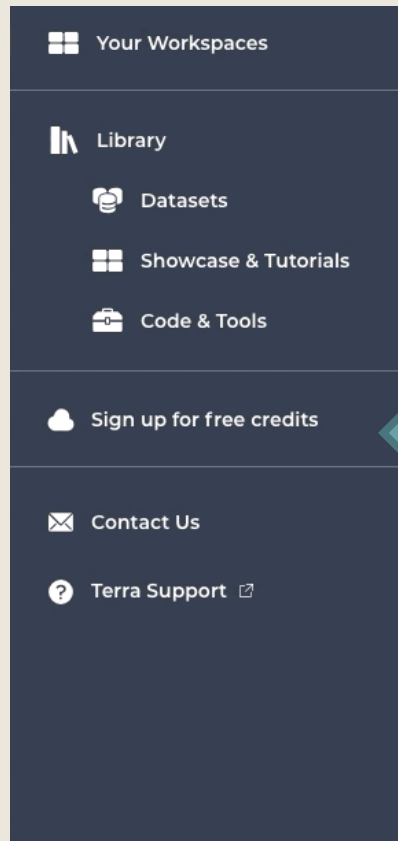 Your Workspaces
Library
Datasets
Showcase & Tutorials
Code & Tools
Sign up for free credits
Contact Us
Terra Support